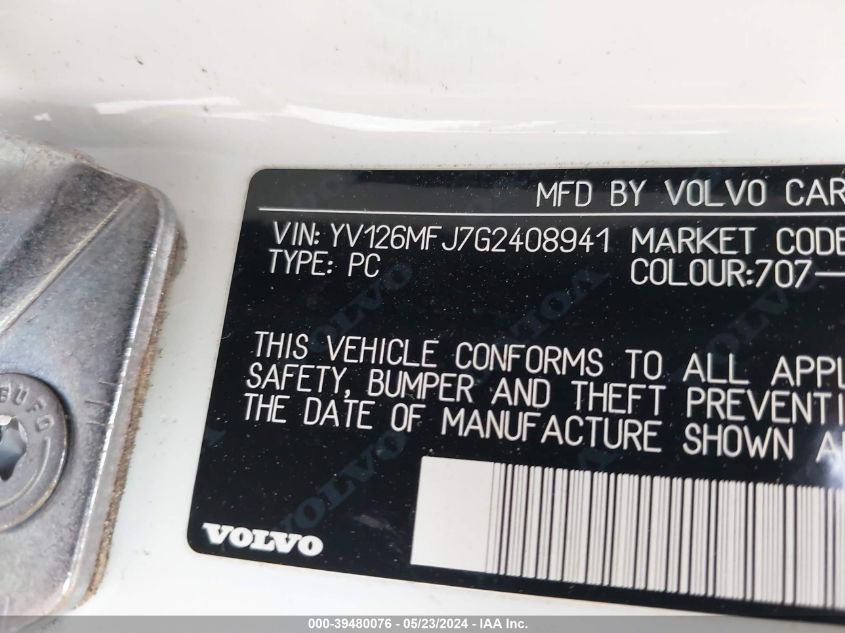 MFD BY VOLVO CAR
VIN: YV126MFJ7G2408941 MARKET CODE
TYPE: PC COLOUR:707—
THIS VEHICLE CONFORMS TO ALL APPL
SAFETY, BUMPER AND THEFT PREVENTI
THE DATE OF MANUFACTURE SHOWN A
VOLVO
000-39480076 - 05/23/2024 - IAA Inc.